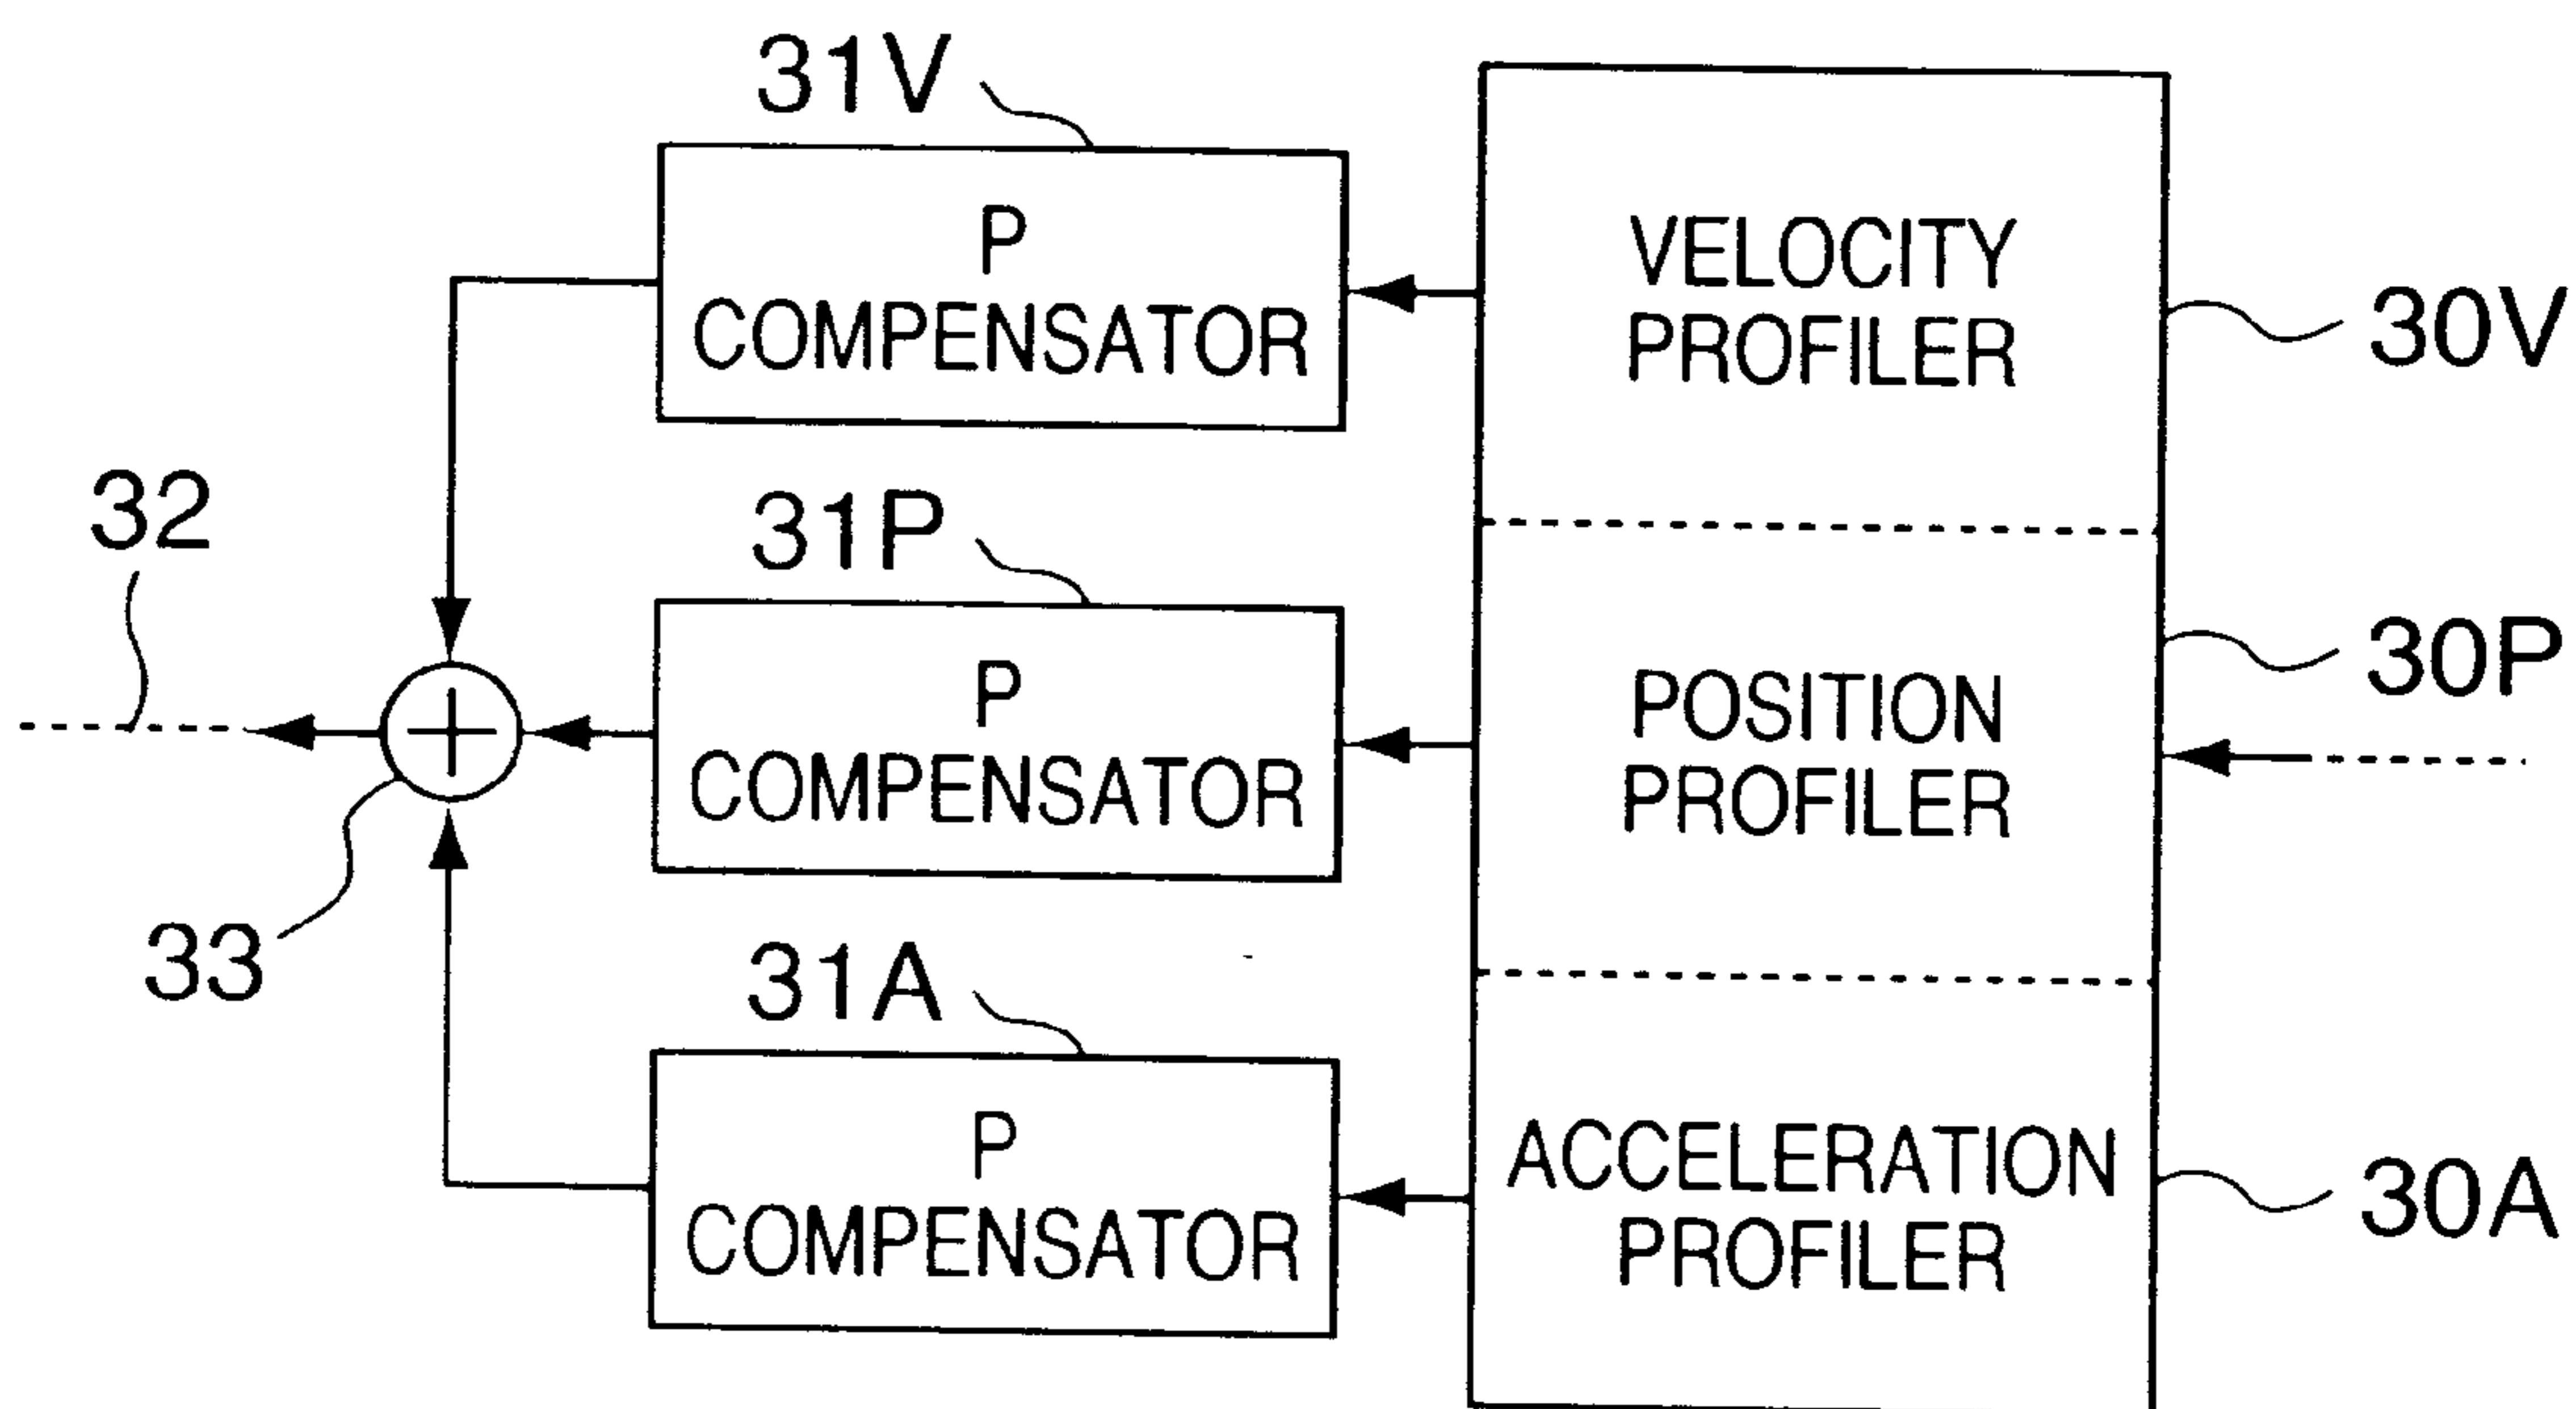 31V
P
COMPENSATOR
VELOCITY
PROFILER
30V
32
31P
P
COMPENSATOR
POSITION
PROFILER
30P
33
31A
P
COMPENSATOR
ACCELERATION
PROFILER
30A